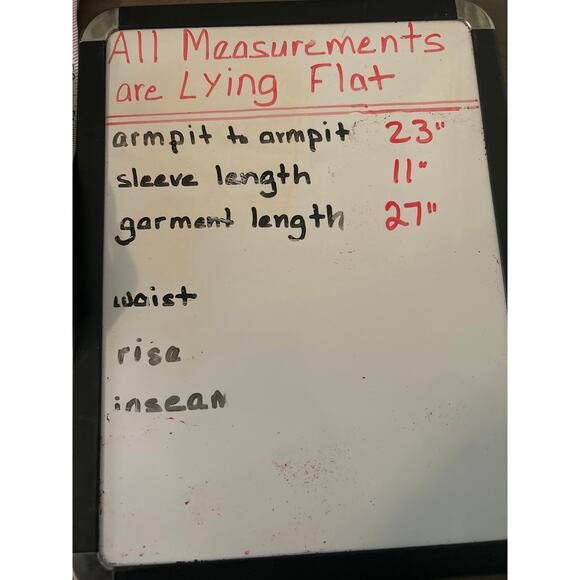 All Measurements
are Lying Flat
armpit to armpit 23"
sleeve length 11"
garment length 27"
waist
rise
inseam